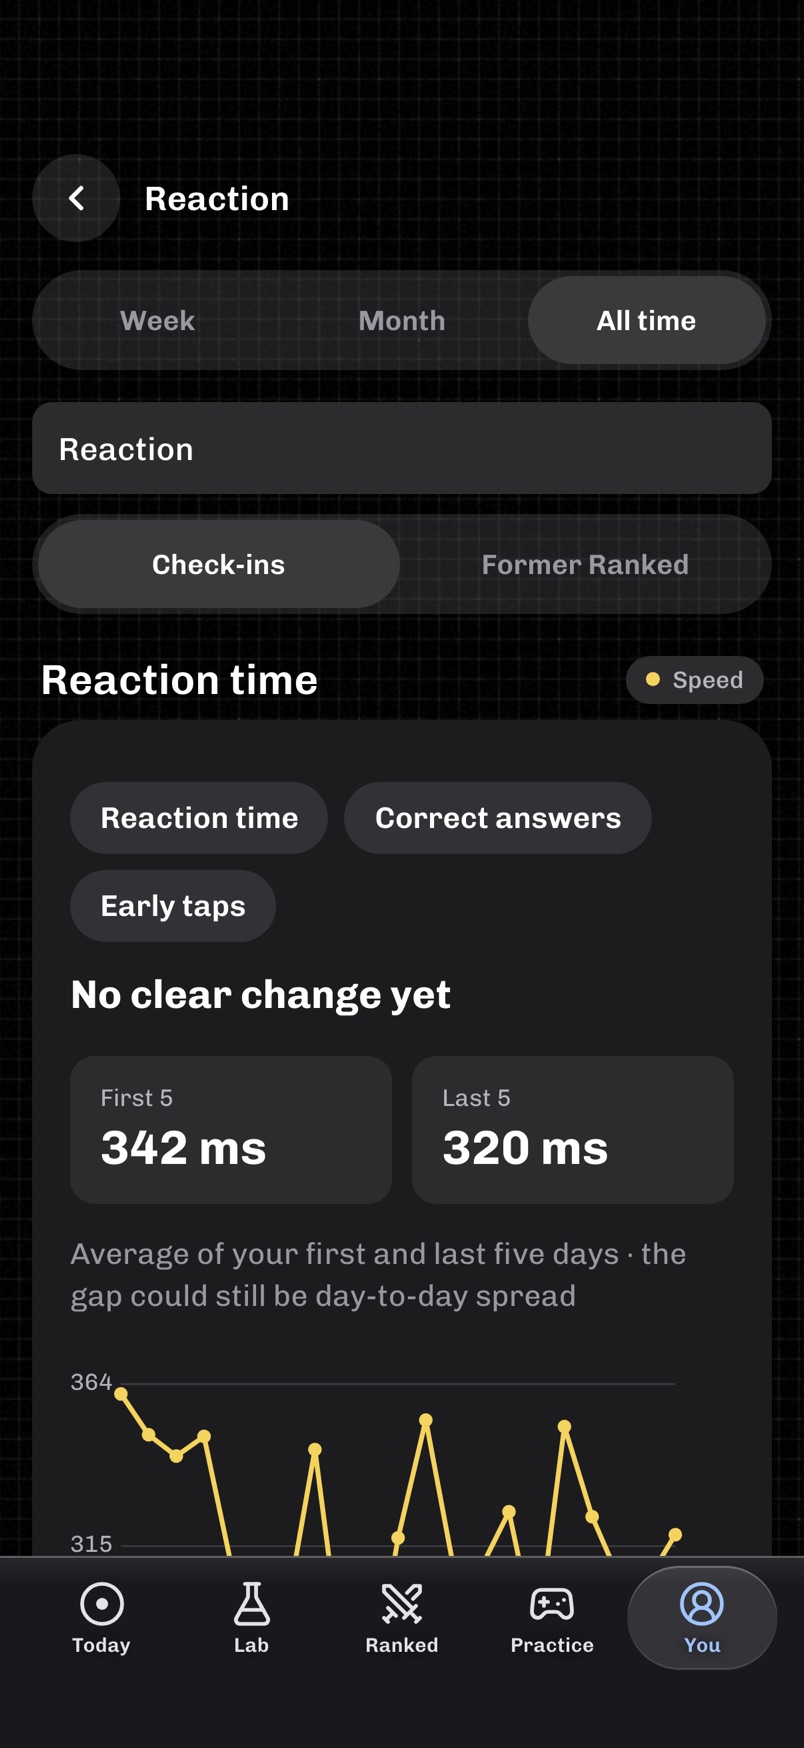 Reaction
Week
Month
All time
Reaction
Check-ins
Former Ranked
Reaction time
Speed
Reaction time
Correct answers
Early taps
No clear change yet
First 5
342 ms
Last 5
320 ms
Average of your first and last five days · the
gap could still be day-to-day spread
364
315
Today
Lab
Ranked
Practice
You